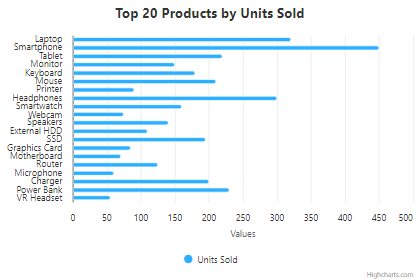 Top 20 Products by Units Sold
Laptop
Smartphone
Tablet
Monitor
Keyboard
Mouse
Printer
Headphones
Smartwatch
Webcam
Speakers
External HDD
SSD
Graphics Card
Motherboard
Router
Microphone
Charger
Power Bank
VR Headset
0 50 100 150 200 250 300 350 400 450 500
Values
Units Sold
Highcharts.com